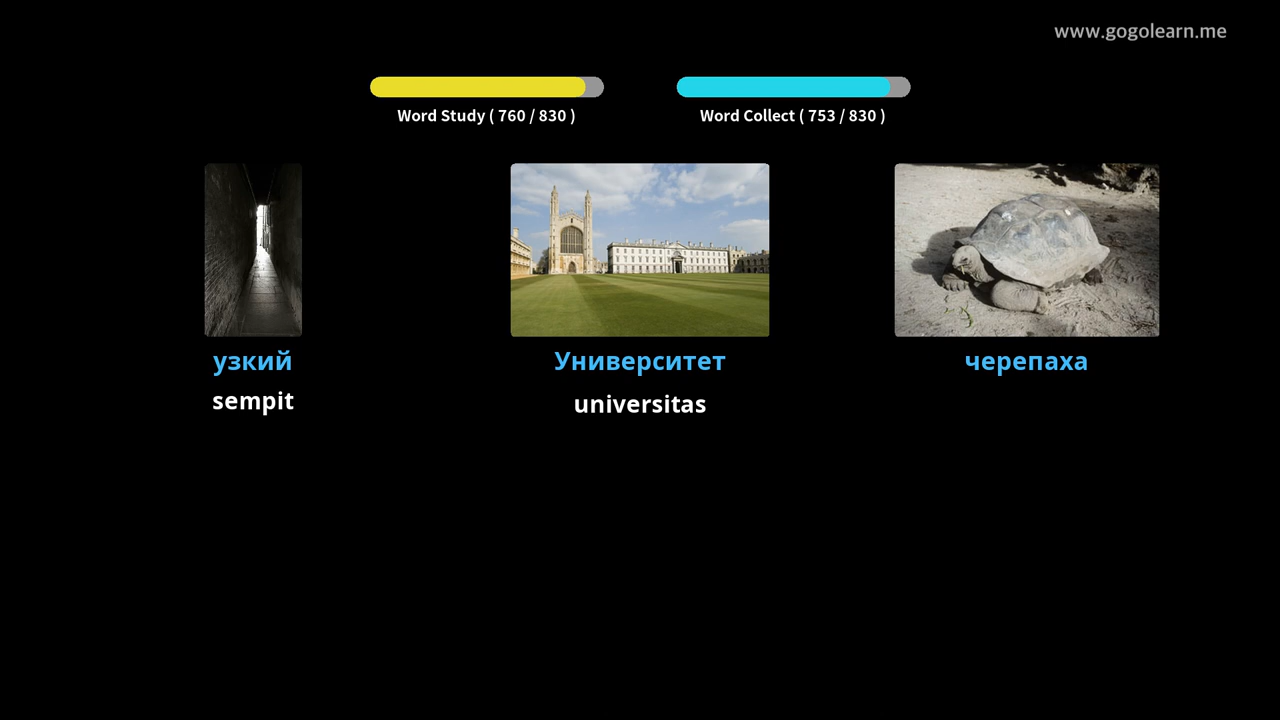 www.gogolearn.me
Word Study ( 760 / 830 )
Word Collect ( 753 / 830 )
узкий
Университет
черепаха
sempit
universitas